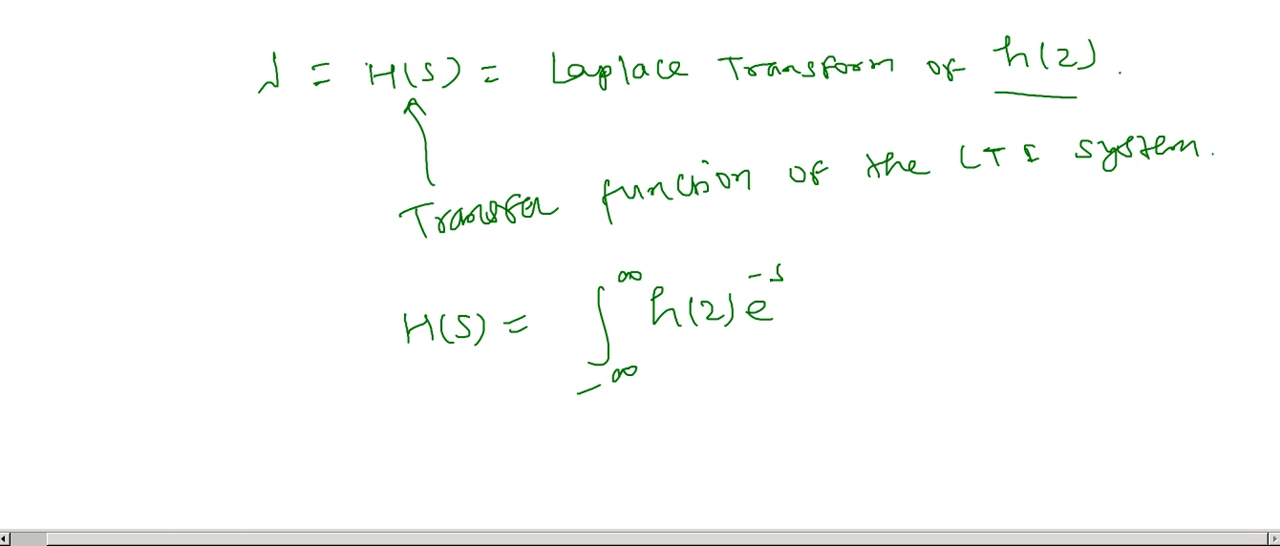 λ = H(s) = Laplace Transform of h(τ).
Transfer function of the LTI system.
H(s) = ∫_{-∞}^{∞} h(τ) e^{-s}